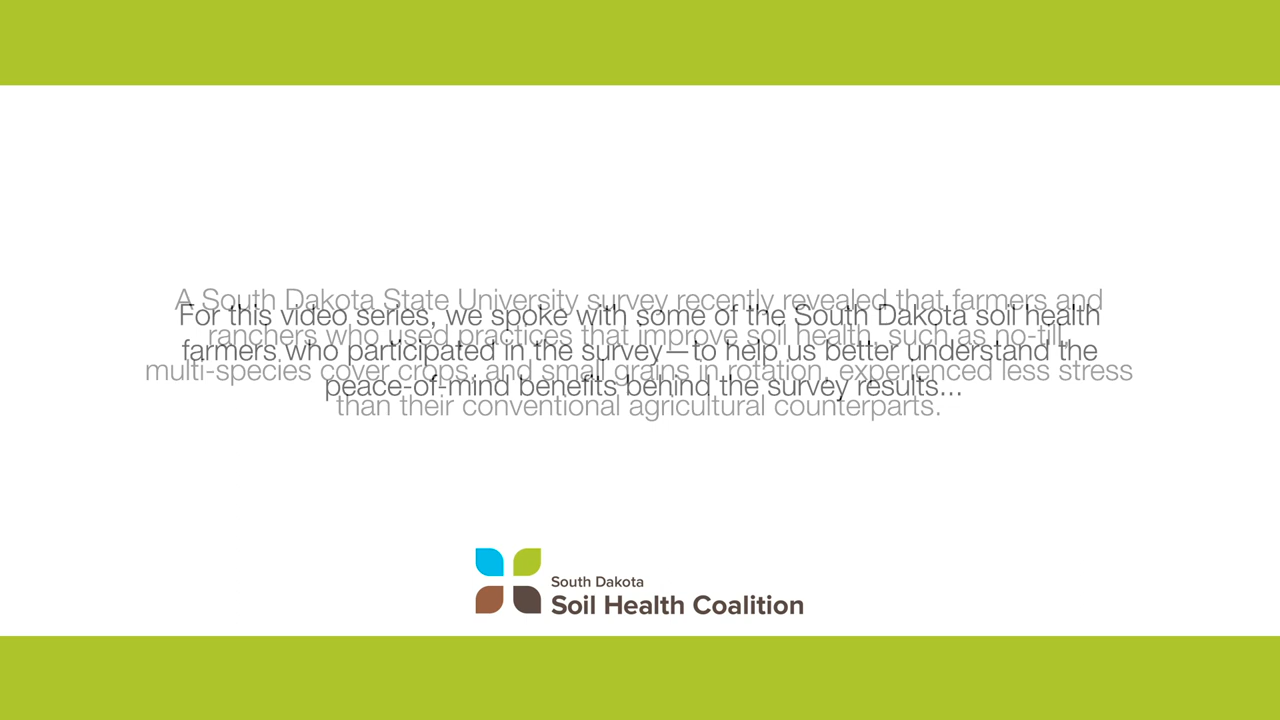 A South Dakota State University survey recently revealed that farmers and
ranchers who used practices that improve soil health, such as no-till,
multi-species cover crops, and small grains in rotation, experienced less stress
than their conventional agricultural counterparts.
For this video series, we spoke with some of the South Dakota soil health
farmers who participated in the survey—to help us better understand the
peace-of-mind benefits behind the survey results...
South Dakota
Soil Health Coalition